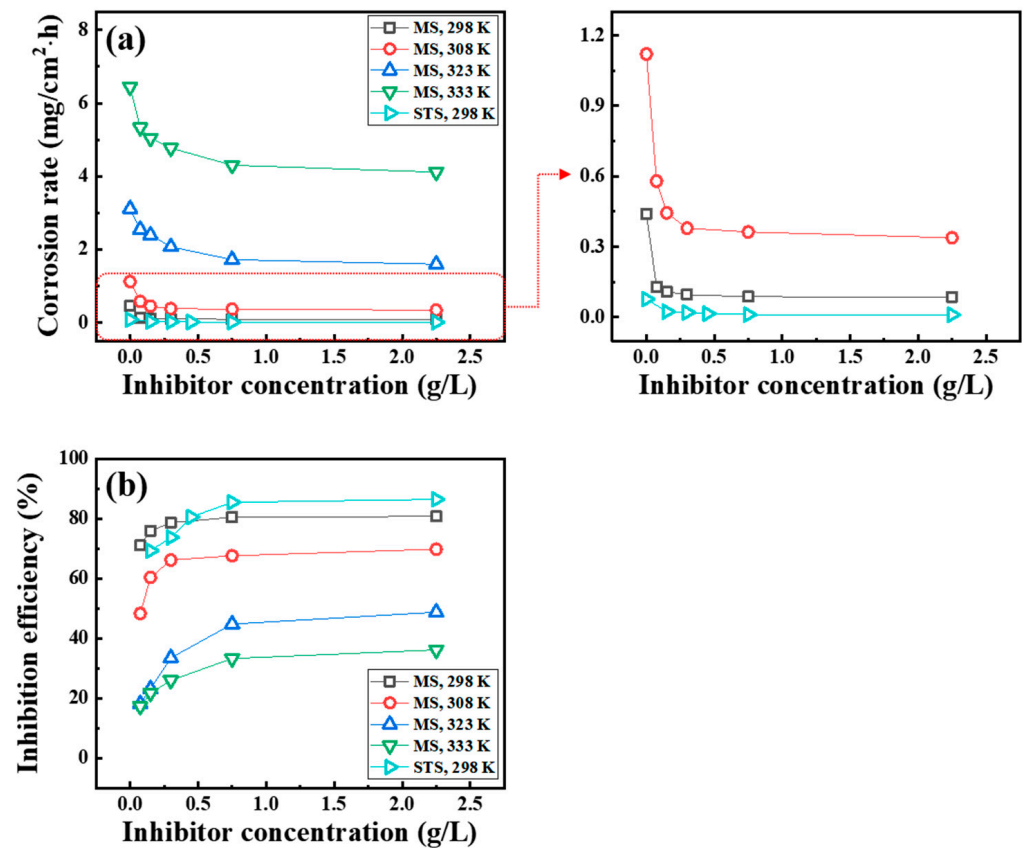 (a)
MS, 298 K
MS, 308 K
MS, 323 K
MS, 333 K
STS, 298 K
8
6
4
2
0
Corrosion rate (mg/cm²·h)
0.0 0.5 1.0 1.5 2.0 2.5
Inhibitor concentration (g/L)
1.2
0.9
0.6
0.3
0.0
0.0 0.5 1.0 1.5 2.0 2.5
Inhibitor concentration (g/L)
(b)
100
80
60
40
20
0
Inhibition efficiency (%)
MS, 298 K
MS, 308 K
MS, 323 K
MS, 333 K
STS, 298 K
0.0 0.5 1.0 1.5 2.0 2.5
Inhibitor concentration (g/L)